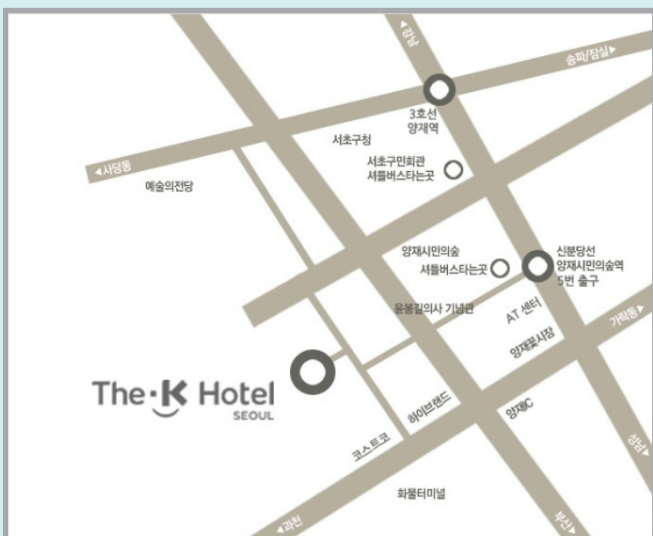 ◀강남
송파/잠실▶
3호선
양재역
서초구청
서초구민회관
셔틀버스타는곳
◀사당동
예술의전당
양재시민의숲
셔틀버스타는곳
신분당선
양재시민의숲역
5번 출구
윤봉길의사 기념관
AT 센터
가락동▶
양재꽃시장
The·K Hotel
SEOUL
하이브랜드
양재IC
코스트코
성남▶
화물터미널
◀과천
부산▶